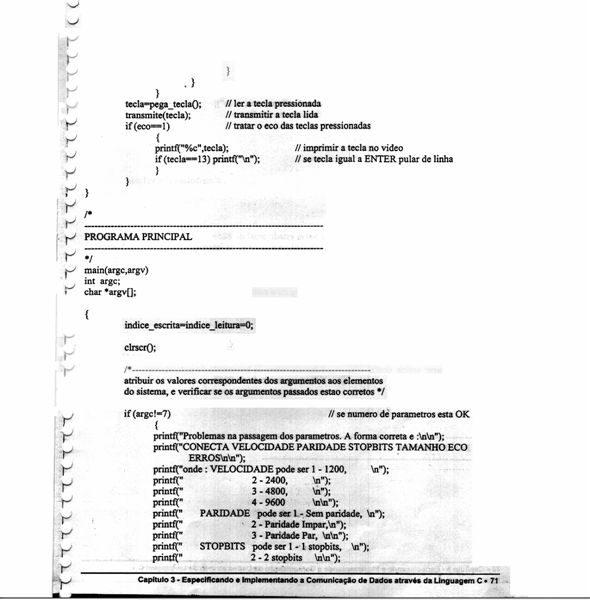 }
}
}
tecla=pega_tecla(); // ler a tecla pressionada
transmite(tecla); // transmitir a tecla lida
if (eco==1) // tratar o eco das teclas pressionadas
{
printf("%c",tecla); // imprimir a tecla no video
if (tecla==13) printf("\n"); // se tecla igual a ENTER pular de linha
}
}
}
/*
-----------------------------------------------------------------------
PROGRAMA PRINCIPAL
-----------------------------------------------------------------------
*/
main(argc,argv)
int argc;
char *argv[];
{
indice_escrita=indice_leitura=0;
clrscr();
/*-----------------------------------------------------------------------
atribuir os valores correspondentes dos argumentos aos elementos
do sistema, e verificar se os argumentos passados estao corretos */
if (argc!=7) // se numero de parametros esta OK
{
printf("Problemas na passagem dos parametros. A forma correta e :\n\n");
printf("CONECTA VELOCIDADE PARIDADE STOPBITS TAMANHO ECO
ERROS\n\n");
printf("onde : VELOCIDADE pode ser 1 - 1200, \n");
printf(" 2 - 2400, \n");
printf(" 3 - 4800, \n");
printf(" 4 - 9600 \n\n");
printf(" PARIDADE pode ser 1 - Sem paridade, \n");
printf(" 2 - Paridade Impar,\n");
printf(" 3 - Paridade Par, \n\n");
printf(" STOPBITS pode ser 1 - 1 stopbits, \n");
printf(" 2 - 2 stopbits \n\n");
Capítulo 3 - Especificando e Implementando a Comunicação de Dados através da Linguagem C • 71